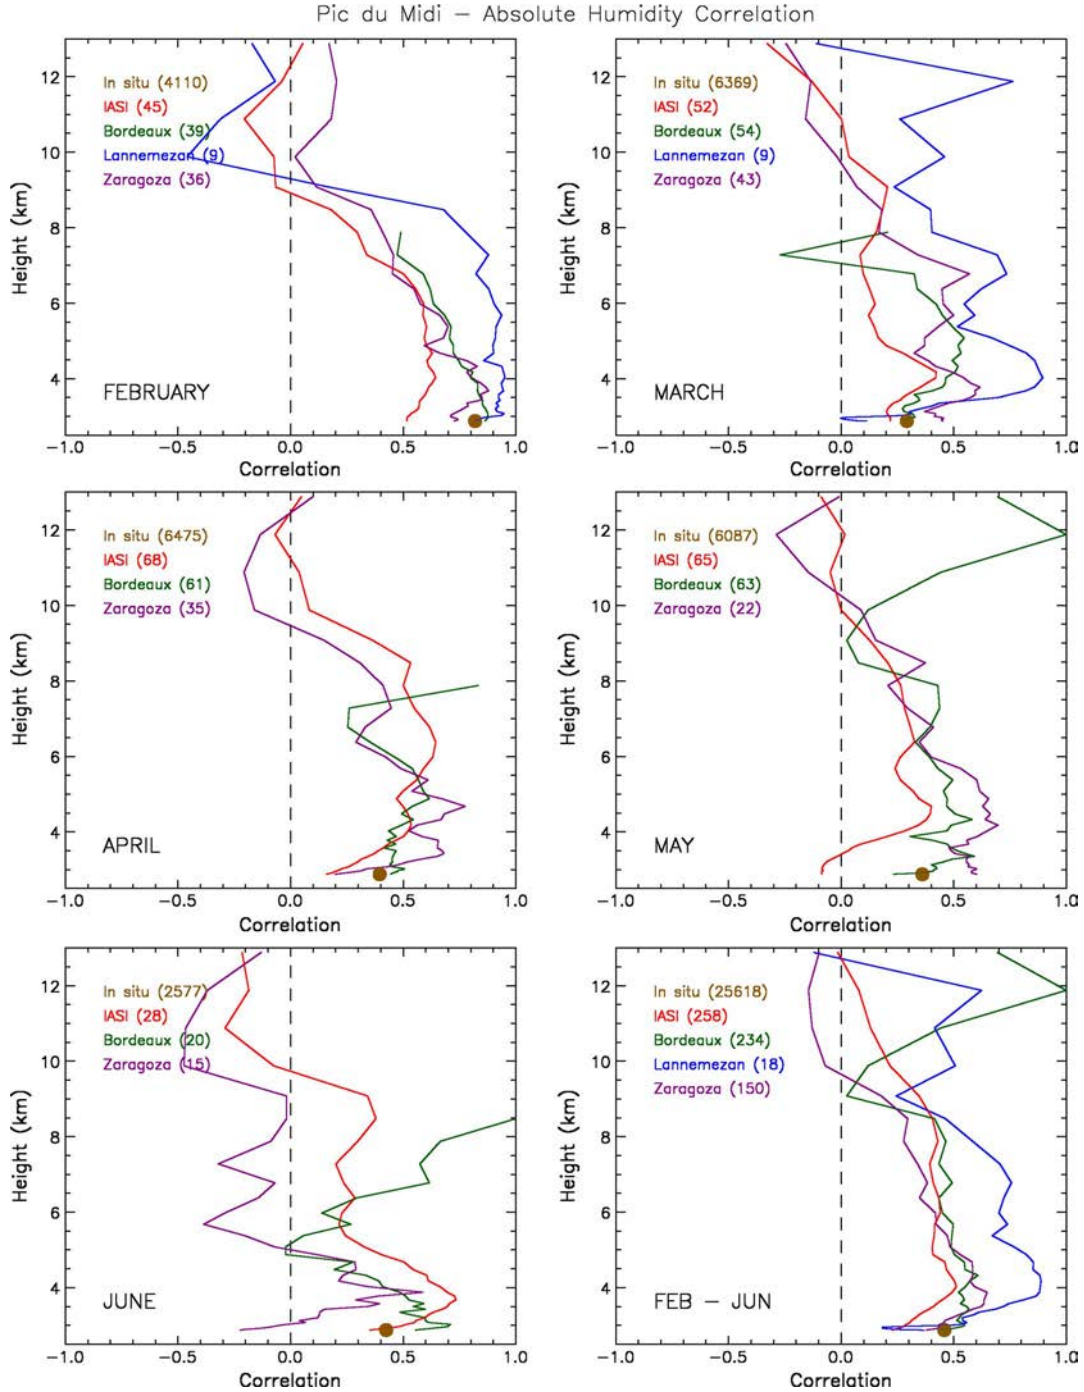 Pic du Midi – Absolute Humidity Correlation
Height (km)
12
10
8
6
4
In situ (4110)
IASI (45)
Bordeaux (39)
Lannemezan (9)
Zaragoza (36)
FEBRUARY
-1.0 -0.5 0.0 0.5 1.0
Correlation
Height (km)
12
10
8
6
4
In situ (6369)
IASI (52)
Bordeaux (54)
Lannemezan (9)
Zaragoza (43)
MARCH
-1.0 -0.5 0.0 0.5 1.0
Correlation
Height (km)
12
10
8
6
4
In situ (6475)
IASI (68)
Bordeaux (61)
Zaragoza (35)
APRIL
-1.0 -0.5 0.0 0.5 1.0
Correlation
Height (km)
12
10
8
6
4
In situ (6087)
IASI (65)
Bordeaux (63)
Zaragoza (22)
MAY
-1.0 -0.5 0.0 0.5 1.0
Correlation
Height (km)
12
10
8
6
4
In situ (2577)
IASI (28)
Bordeaux (20)
Zaragoza (15)
JUNE
-1.0 -0.5 0.0 0.5 1.0
Correlation
Height (km)
12
10
8
6
4
In situ (25618)
IASI (258)
Bordeaux (234)
Lannemezan (18)
Zaragoza (150)
FEB – JUN
-1.0 -0.5 0.0 0.5 1.0
Correlation